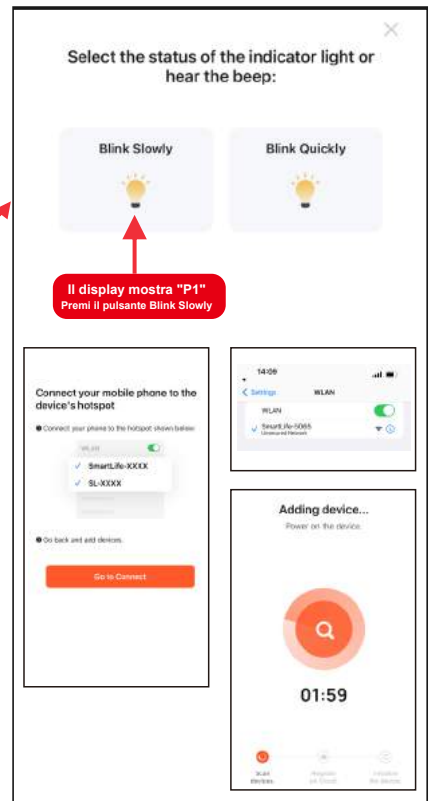 Select the status of the indicator light or
hear the beep:
Blink Slowly
Blink Quickly
Il display mostra "P1"
Premi il pulsante Blink Slowly
Connect your mobile phone to the
device's hotspot
Connect your phone to the hotspot shown below
WLAN
SmartLife-XXXX
SL-XXXX
Go back and add devices.
Go to Connect
14:09
Settings
WLAN
WLAN
SmartLife-5065
Unsecured Network
Adding device...
Power on the device.
01:59
Scan
devices
Register
on Cloud
Initialize
the device